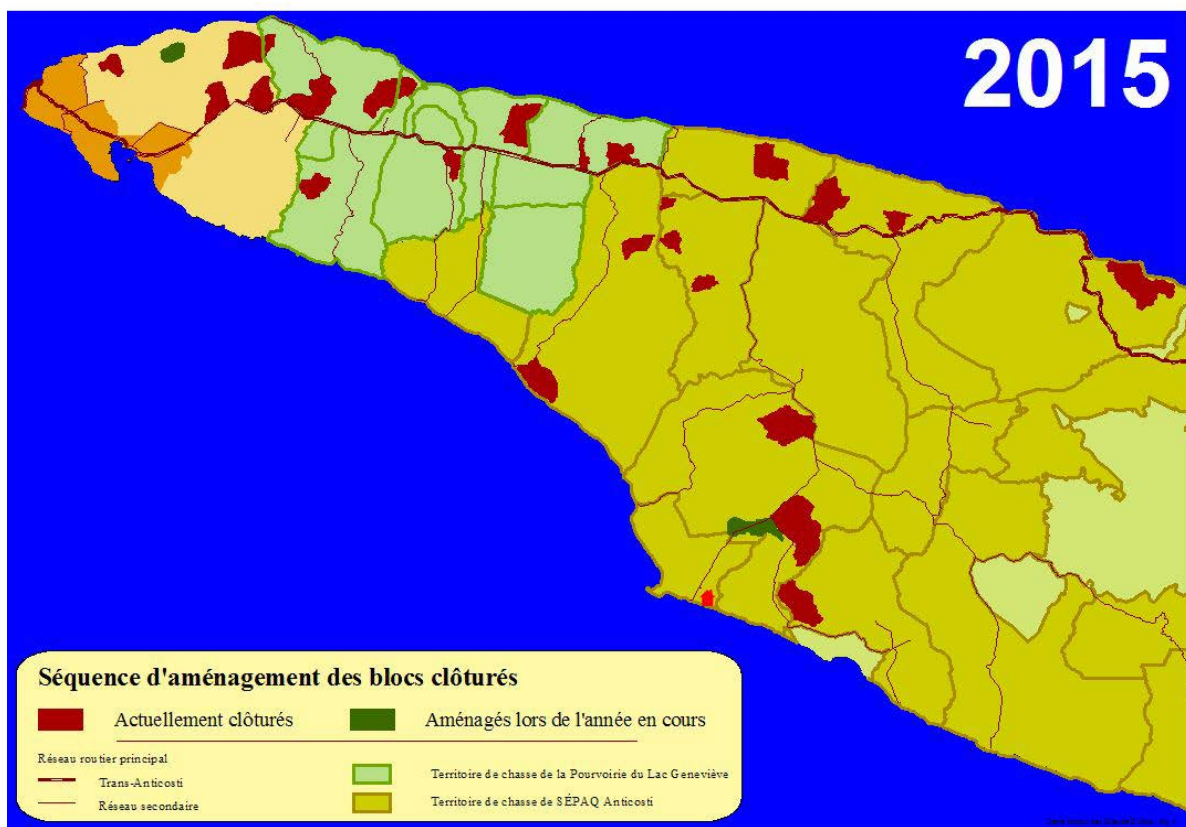 2015
Séquence d'aménagement des blocs clôturés
Actuellement clôturés
Aménagés lors de l'année en cours
Réseau routier principal
Trans-Anticosti
Réseau secondaire
Territoire de chasse de la Pourvoirie du Lac Geneviève
Territoire de chasse de SÉPAQ Anticosti